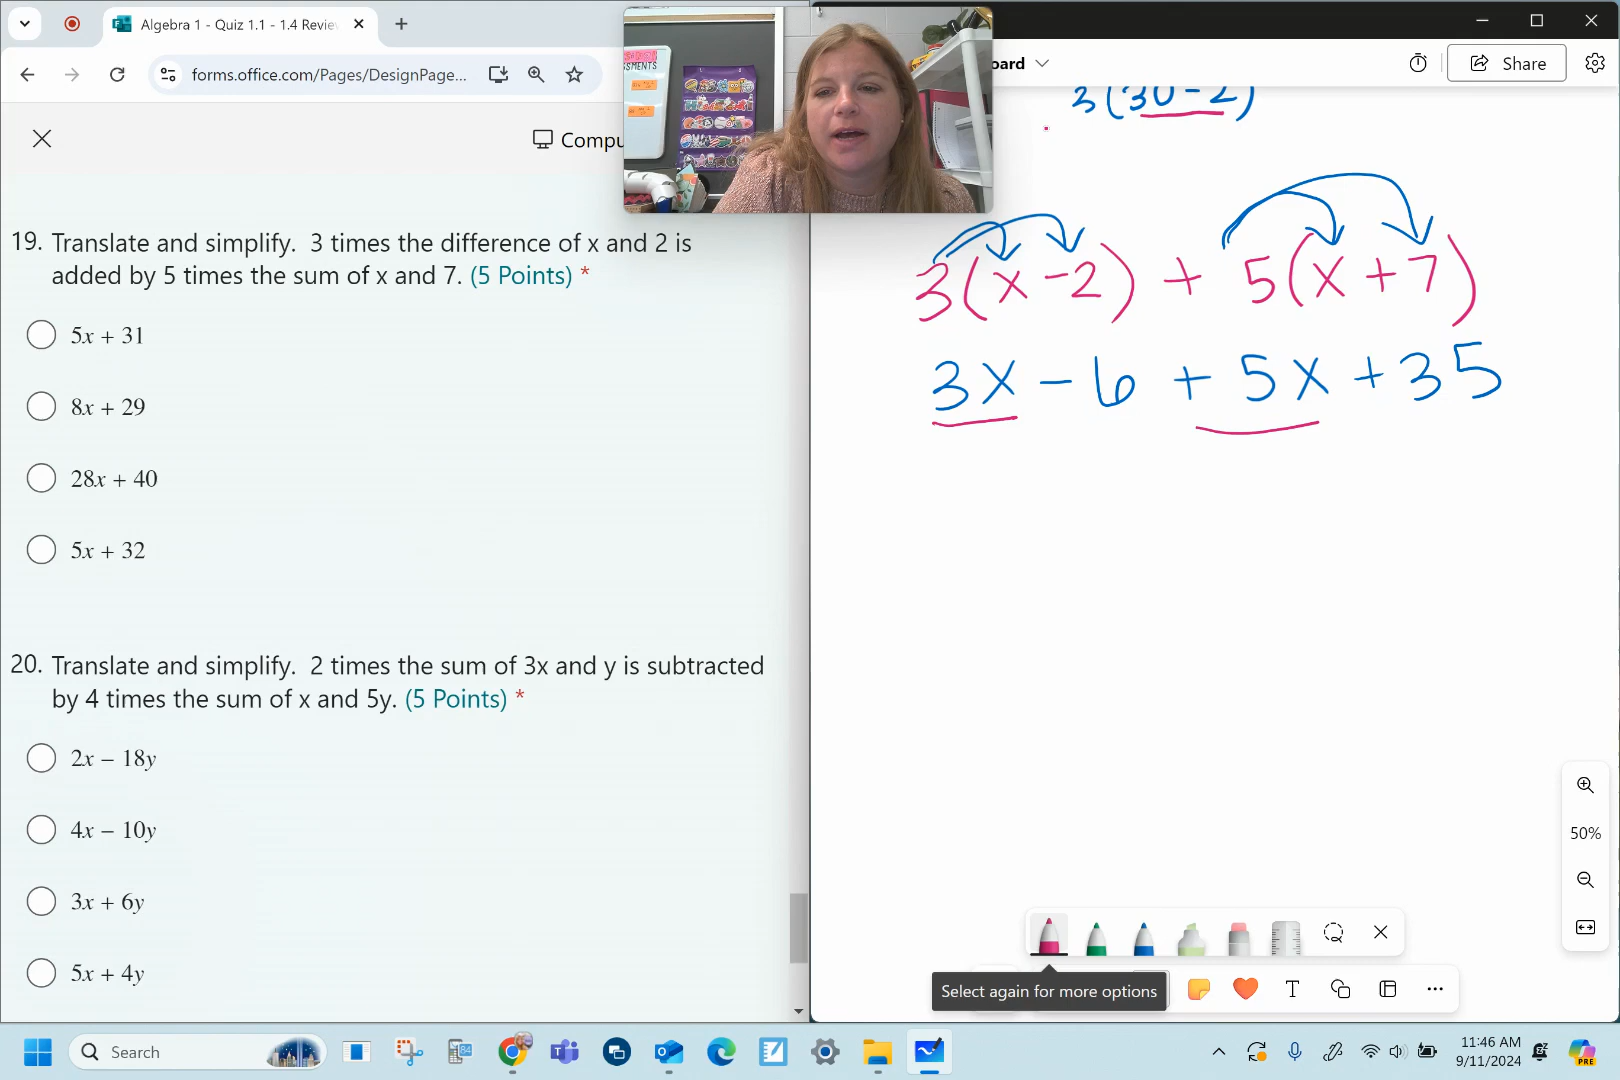 Algebra 1 - Quiz 1.1 - 1.4 Revie
forms.office.com/Pages/DesignPage...
oard
Share
Compu
SMENTS
3(30-2)
19. Translate and simplify. 3 times the difference of x and 2 is
added by 5 times the sum of x and 7. (5 Points) *
5x + 31
8x + 29
28x + 40
5x + 32
20. Translate and simplify. 2 times the sum of 3x and y is subtracted
by 4 times the sum of x and 5y. (5 Points) *
2x – 18y
4x – 10y
3x + 6y
5x + 4y
3(x-2) + 5(x+7)
3x - 6 + 5x + 35
50%
Select again for more options
T
Search
11:46 AM
9/11/2024
PRE